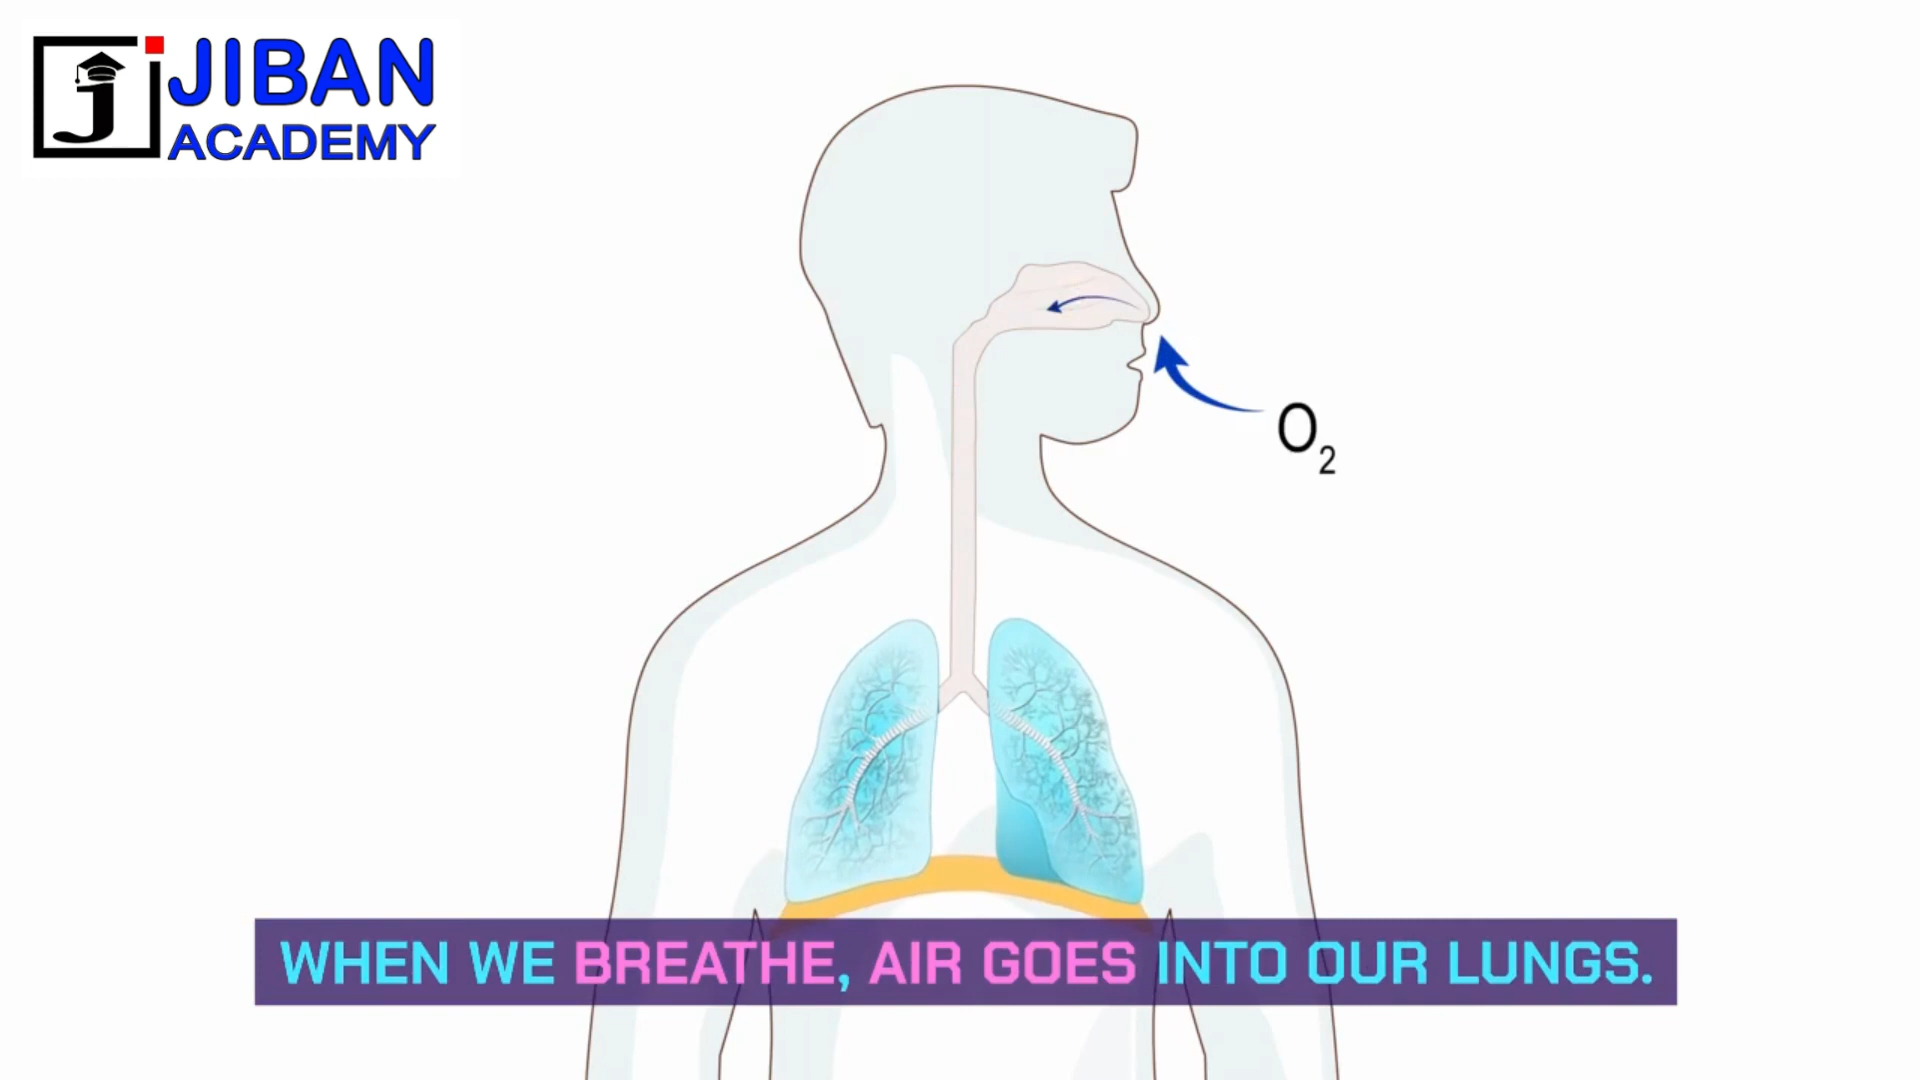 JIBAN
ACADEMY
O₂
WHEN WE BREATHE, AIR GOES INTO OUR LUNGS.